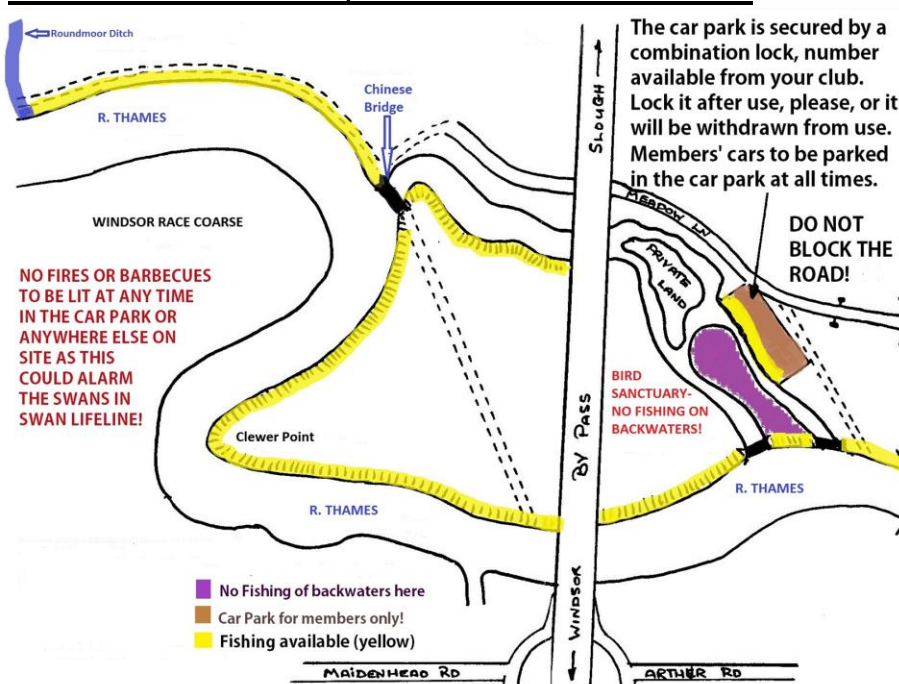 Roundmoor Ditch
R. THAMES
Chinese
Bridge
SLOUGH
The car park is secured by a
combination lock, number
available from your club.
Lock it after use, please, or it
will be withdrawn from use.
Members' cars to be parked
in the car park at all times.
MEADOW LN
DO NOT
BLOCK THE
ROAD!
WINDSOR RACE COARSE
PRIVATE
LAND
NO FIRES OR BARBECUES
TO BE LIT AT ANY TIME
IN THE CAR PARK OR
ANYWHERE ELSE ON
SITE AS THIS
COULD ALARM
THE SWANS IN
SWAN LIFELINE!
BIRD
SANCTUARY-
NO FISHING ON
BACKWATERS!
BY PASS
Clewer Point
R. THAMES
R. THAMES
No Fishing of backwaters here
Car Park for members only!
Fishing available (yellow)
WINDSOR
MAIDENHEAD RD
ARTHER RD